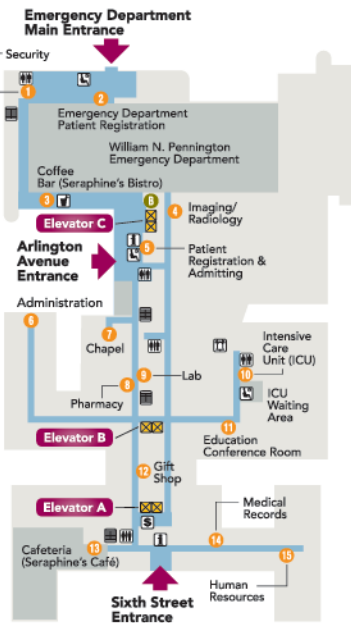 Emergency Department
Main Entrance
Security
1
2
Emergency Department
Patient Registration
William N. Pennington
Emergency Department
Coffee
Bar (Seraphine's Bistro)
3
B
4
Imaging/
Radiology
Elevator C
5
Patient
Registration &
Admitting
Arlington
Avenue
Entrance
Administration
6
7
Chapel
Intensive
Care
Unit (ICU)
8
9
Lab
10
Pharmacy
ICU
Waiting
Area
11
Elevator B
Education
Conference Room
12
Gift
Shop
Elevator A
$
Medical
Records
13
14
15
Cafeteria
(Seraphine's Café)
Human
Resources
Sixth Street
Entrance